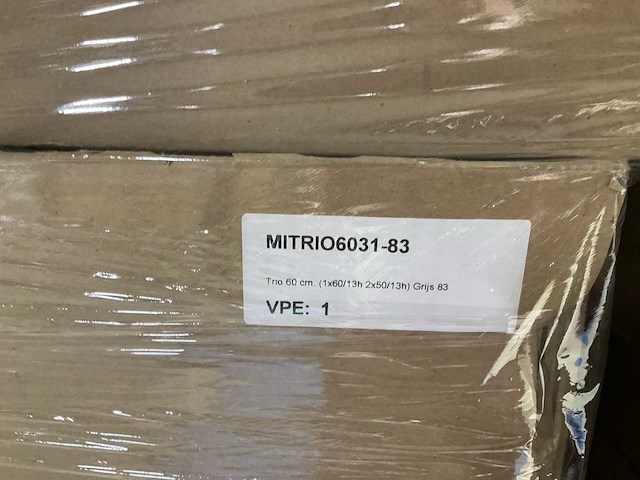 MITRIO6031-83
Trio 60 cm. (1x60/13h 2x50/13h) Grijs 83
VPE: 1